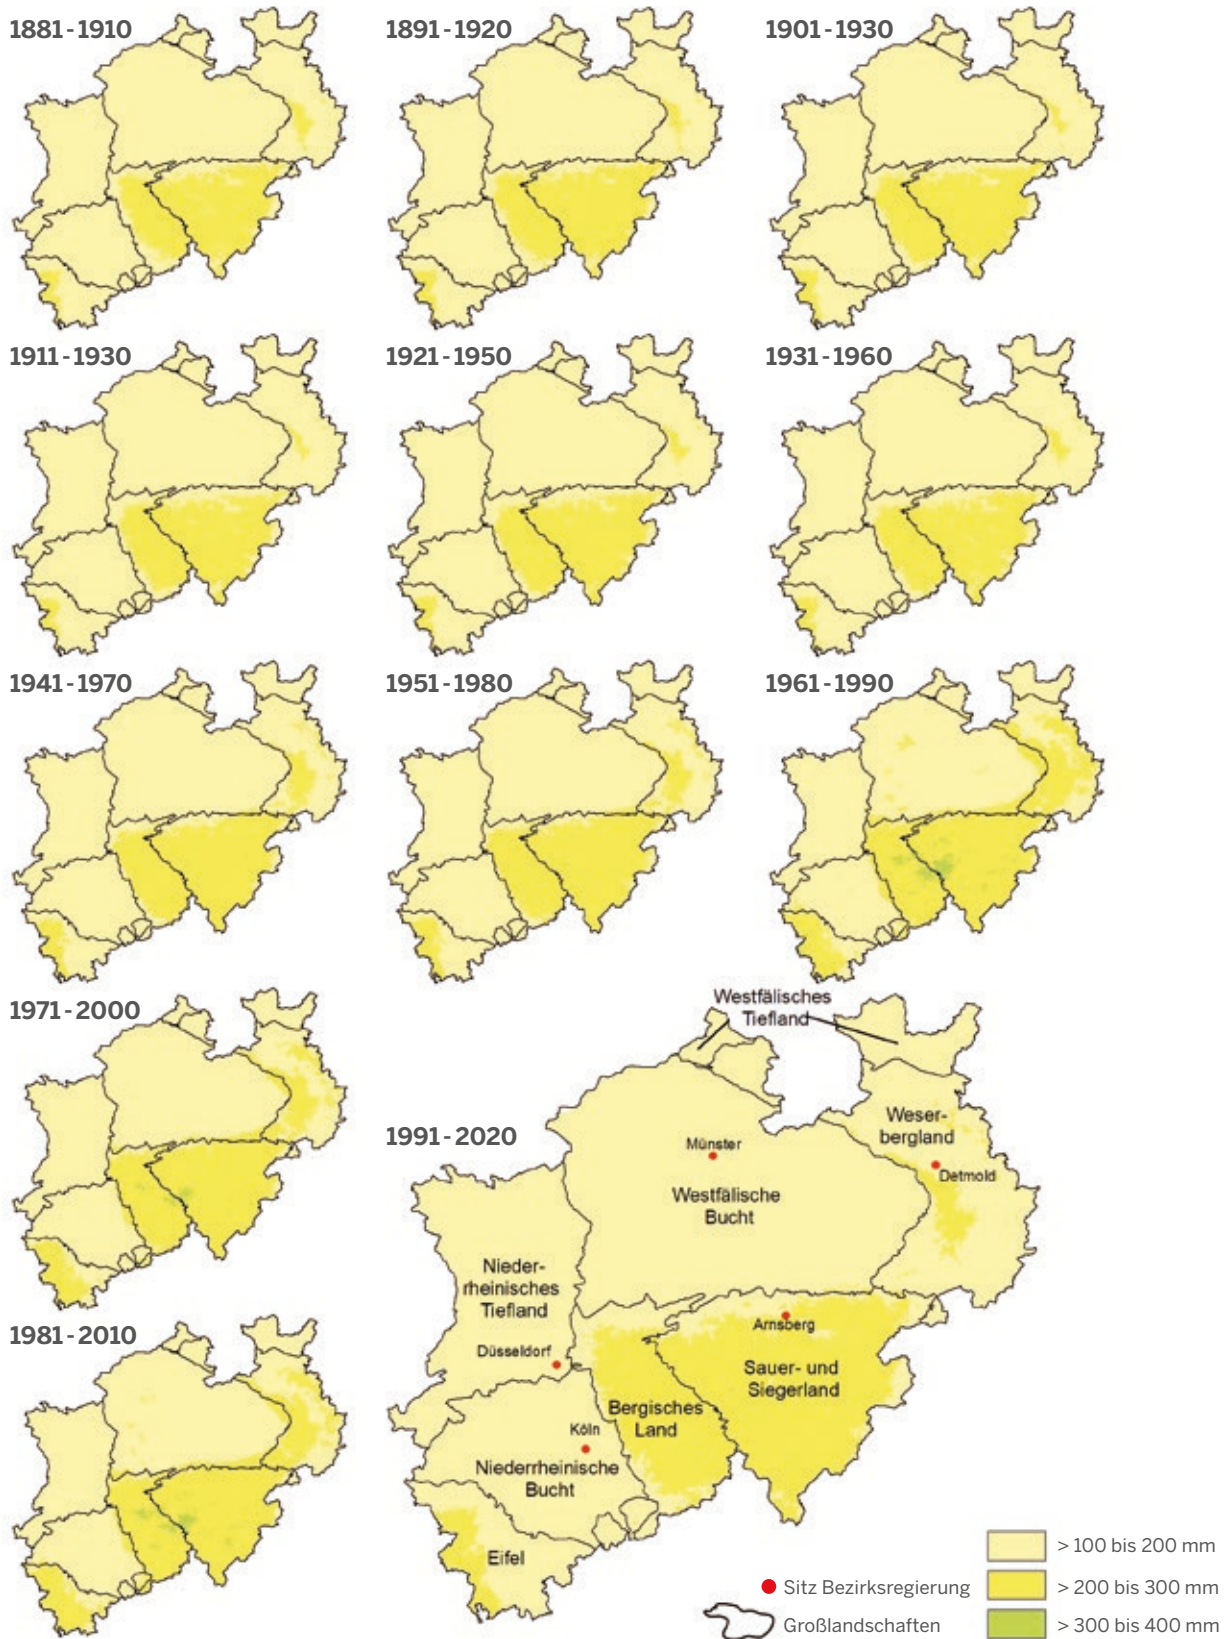 1881-1910
1891-1920
1901-1930
1911-1930
1921-1950
1931-1960
1941-1970
1951-1980
1961-1990
1971-2000
1981-2010
1991-2020
Westfälisches
Tiefland
Weser-
bergland
Münster
Detmold
Westfälische
Bucht
Nieder-
rheinisches
Tiefland
Arnsberg
Düsseldorf
Sauer- und
Siegerland
Bergisches
Land
Köln
Niederrheinische
Bucht
Eifel
> 100 bis 200 mm
Sitz Bezirksregierung
> 200 bis 300 mm
Großlandschaften
> 300 bis 400 mm